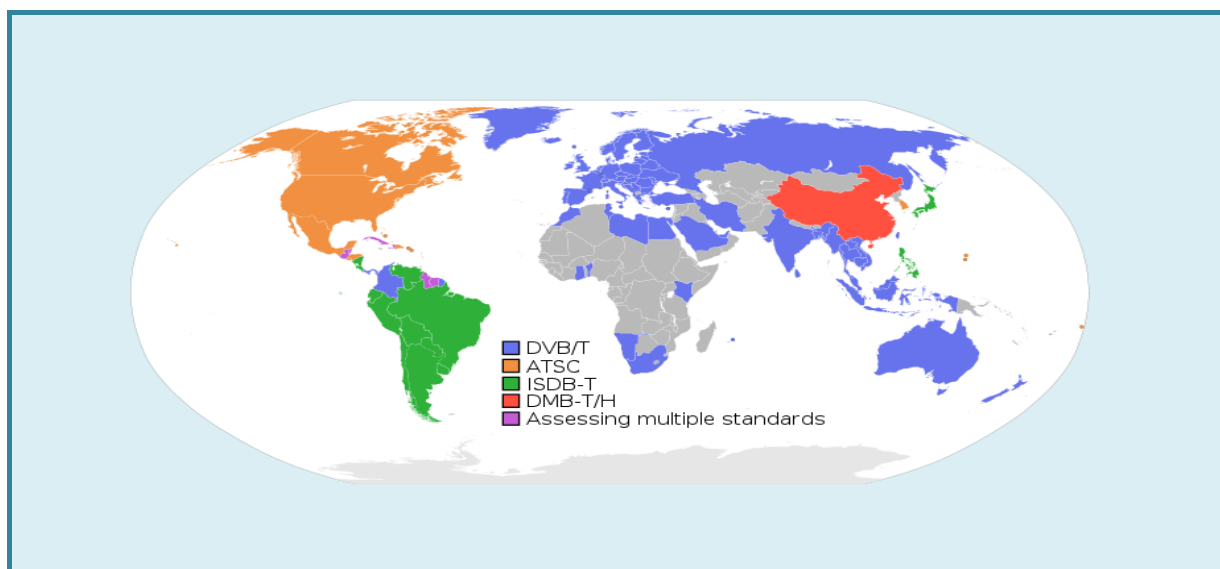 DVB/T
ATSC
ISDB-T
DMB-T/H
Assessing multiple standards